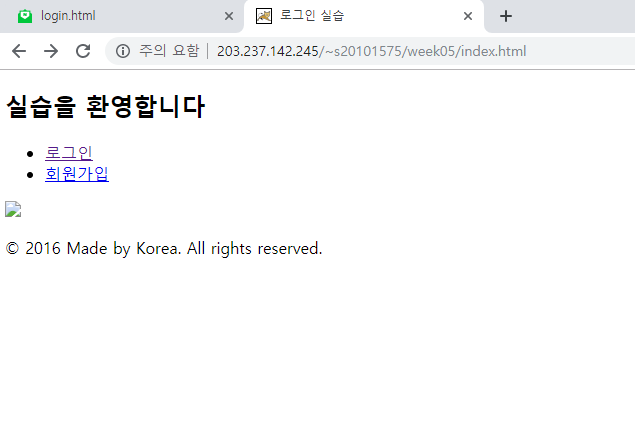 login.html
로그인 실습
주의 요함 203.237.142.245/~s20101575/week05/index.html
실습을 환영합니다
로그인
회원가입
© 2016 Made by Korea. All rights reserved.